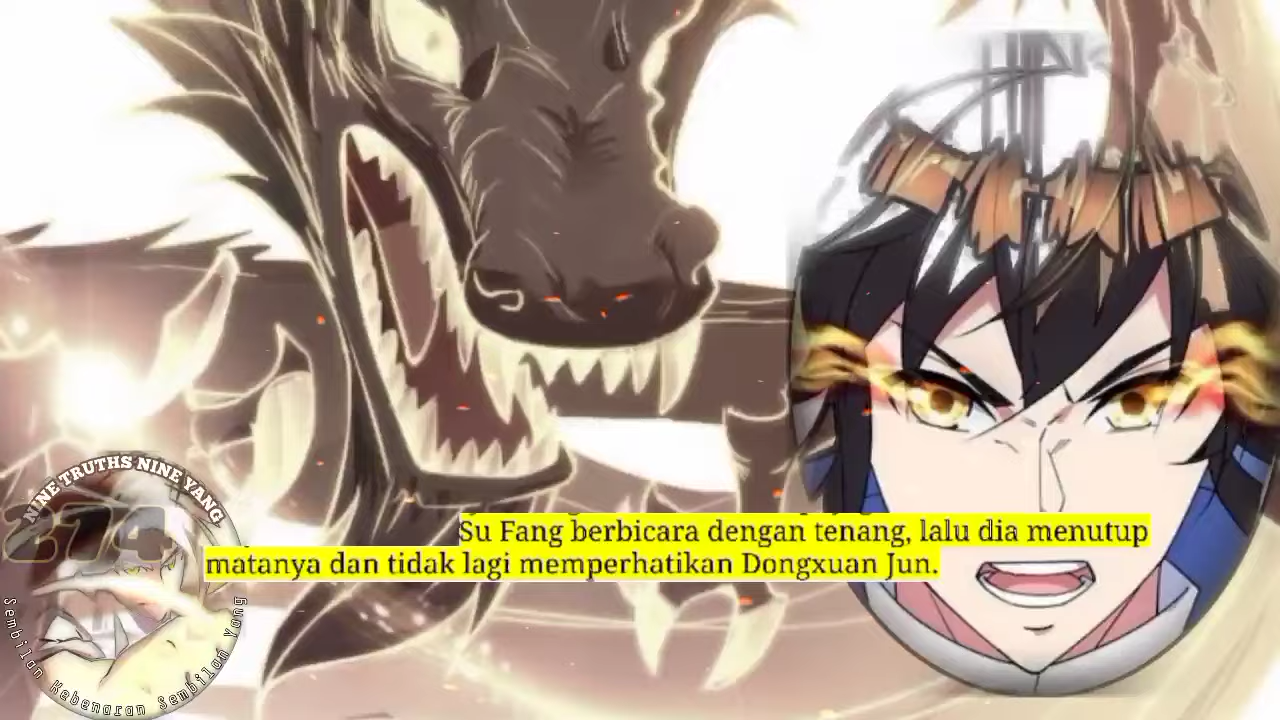 NINE TRUTHS NINE YANG
274
Su Fang berbicara dengan tenang, lalu dia menutup
matanya dan tidak lagi memperhatikan Dongxuan Jun.
Sembilan Kebenaran Sembilan Yang